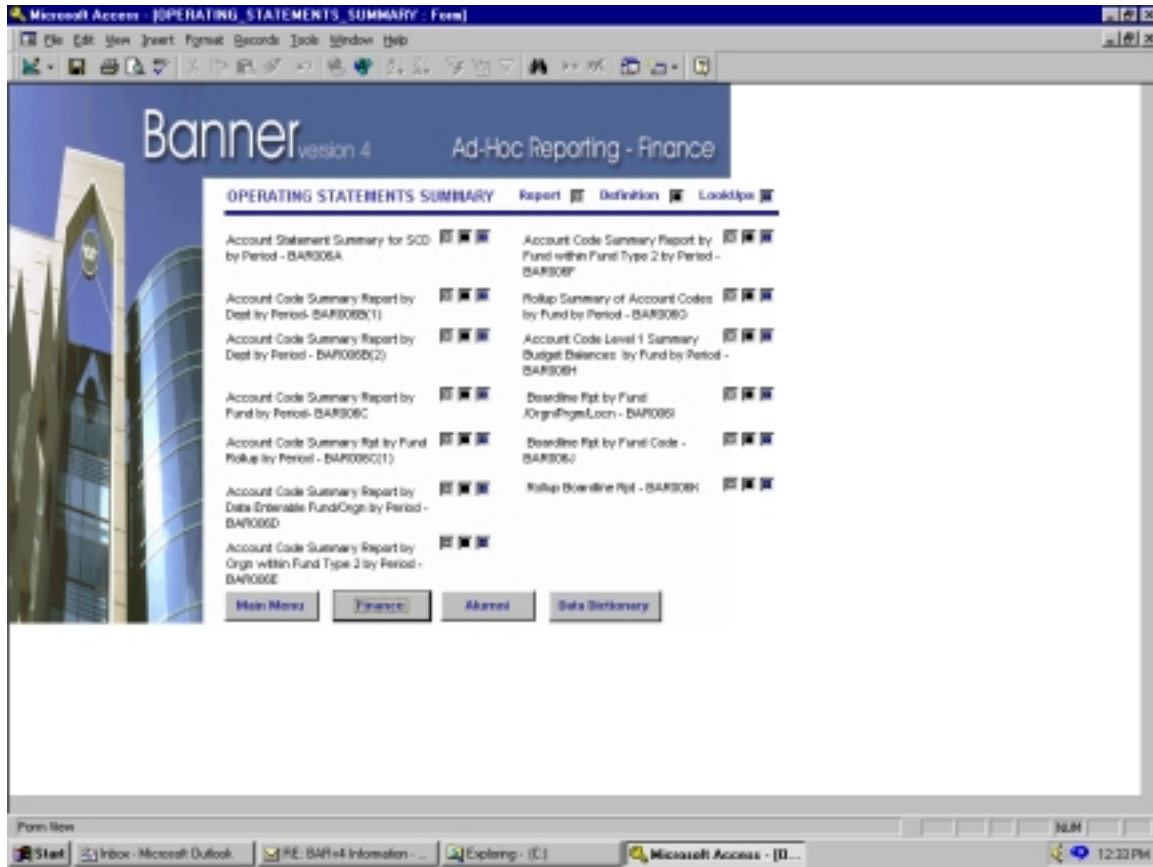 Microsoft Access - [OPERATING_STATEMENTS_SUMMARY : Form]
File Edit View Insert Format Records Tools Window Help
Banner version 4
Ad-Hoc Reporting - Finance
OPERATING STATEMENTS SUMMARY Report Definition LookUps
Account Statement Summary for SCD
by Period - BAR006A
Account Code Summary Report by
Dept by Period- BAR006B(1)
Account Code Summary Report by
Dept by Period - BAR006B(2)
Account Code Summary Report by
Fund by Period- BAR006C
Account Code Summary Rpt by Fund
Rollup by Period - BAR006C(1)
Account Code Summary Report by
Data Enterable Fund/Orgn by Period -
BAR006D
Account Code Summary Report by
Orgn within Fund Type 2 by Period -
BAR006E
Account Code Summary Report by
Fund within Fund Type 2 by Period -
BAR006F
Rollup Summary of Account Codes
by Fund by Period - BAR006G
Account Code Level 1 Summary
Budget Balances by Fund by Period -
BAR006H
Boardline Rpt by Fund
/Orgn/Prgm/Locn - BAR006I
Boardline Rpt by Fund Code -
BAR006J
Rollup Boardline Rpt - BAR006K
Main Menu Finance Alumni Data Dictionary
Form View NUM
Start Inbox - Microsoft Outlook RE: BAR#4 Information - ... Exploring - (C:) Microsoft Access - [O... 12:33 PM